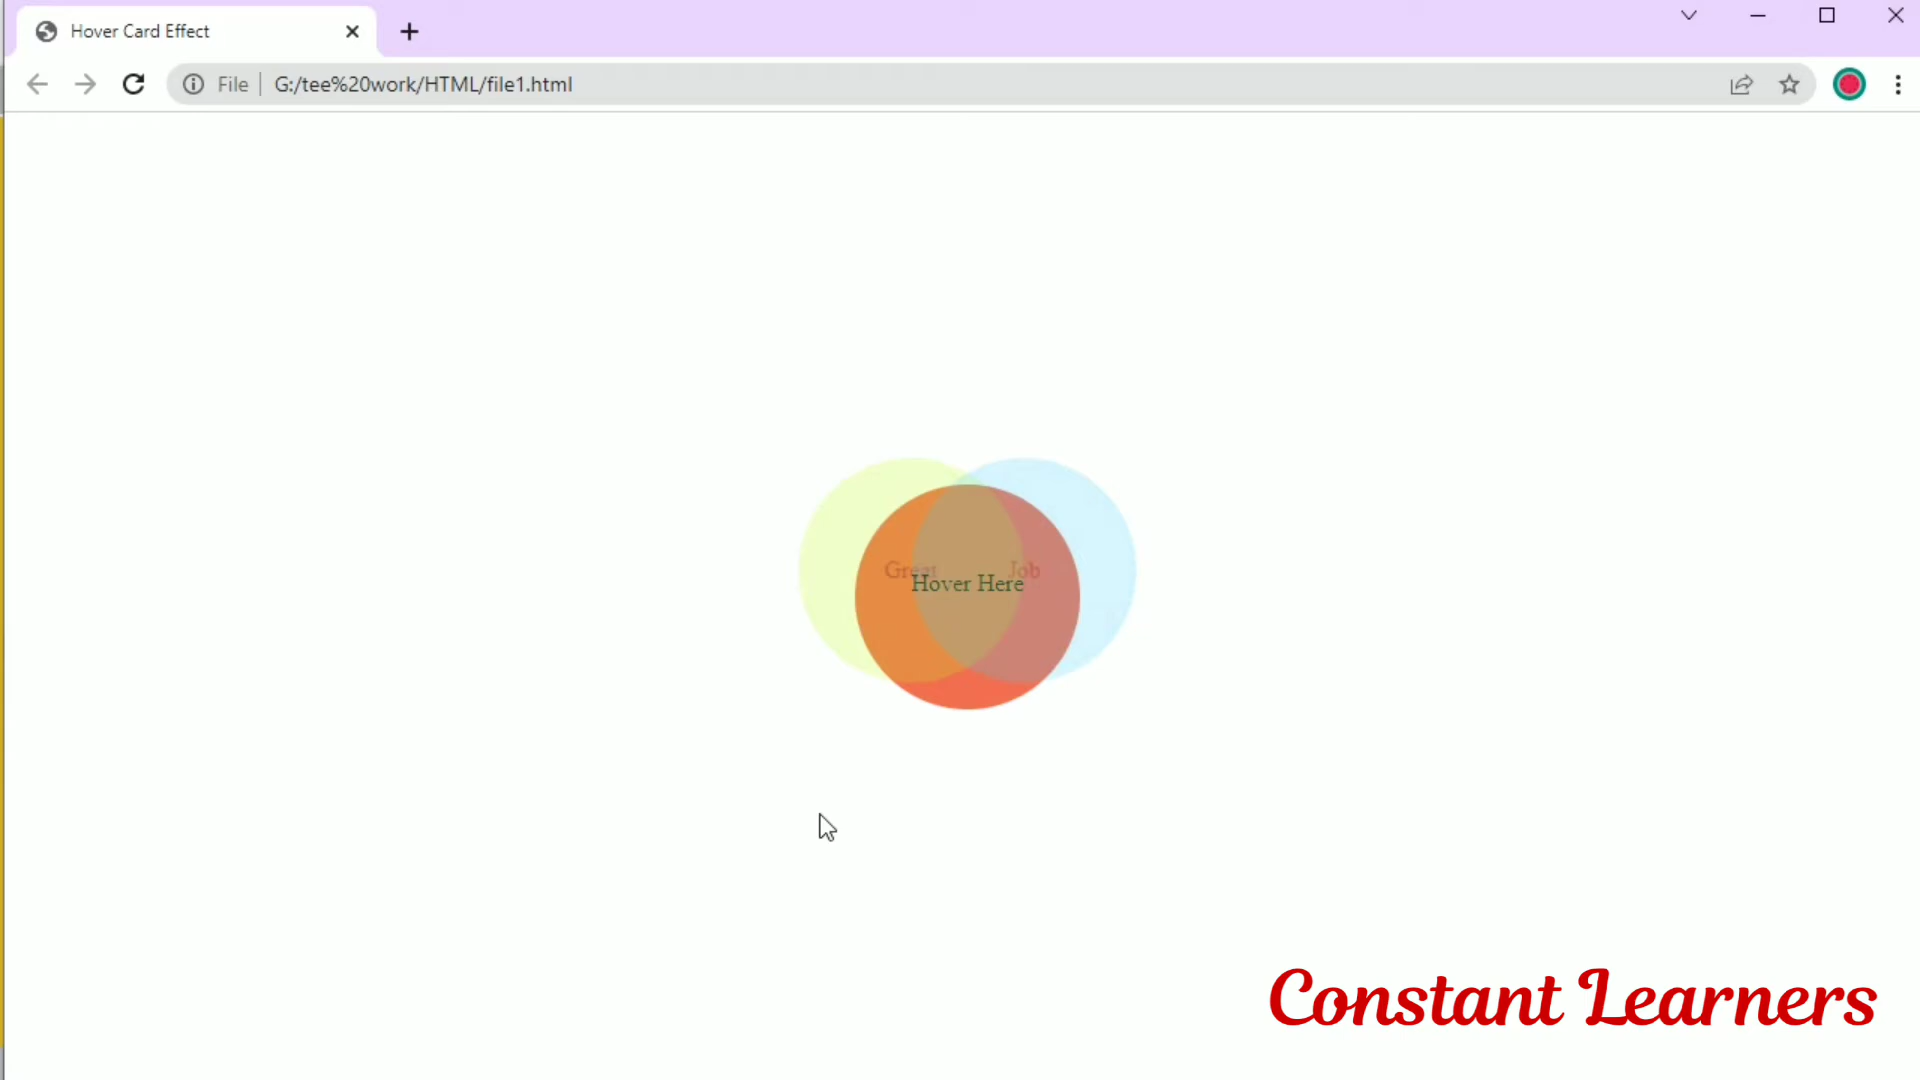 Hover Card Effect
File
G:/tee%20work/HTML/file1.html
Great
Job
Hover Here
Constant Learners